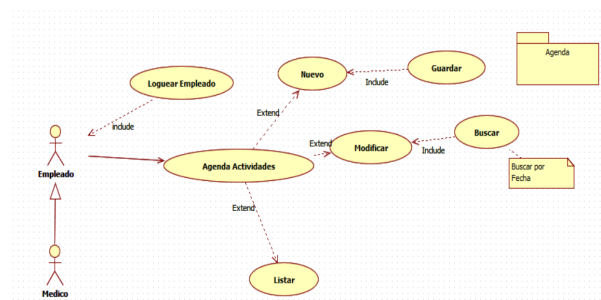 Agenda
Nuevo
Guardar
Include
Loguear Empleado
include
Extend
Buscar
Extend
Modificar
Include
Empleado
Agenda Actividades
Buscar por
Fecha
Extend
Medico
Listar